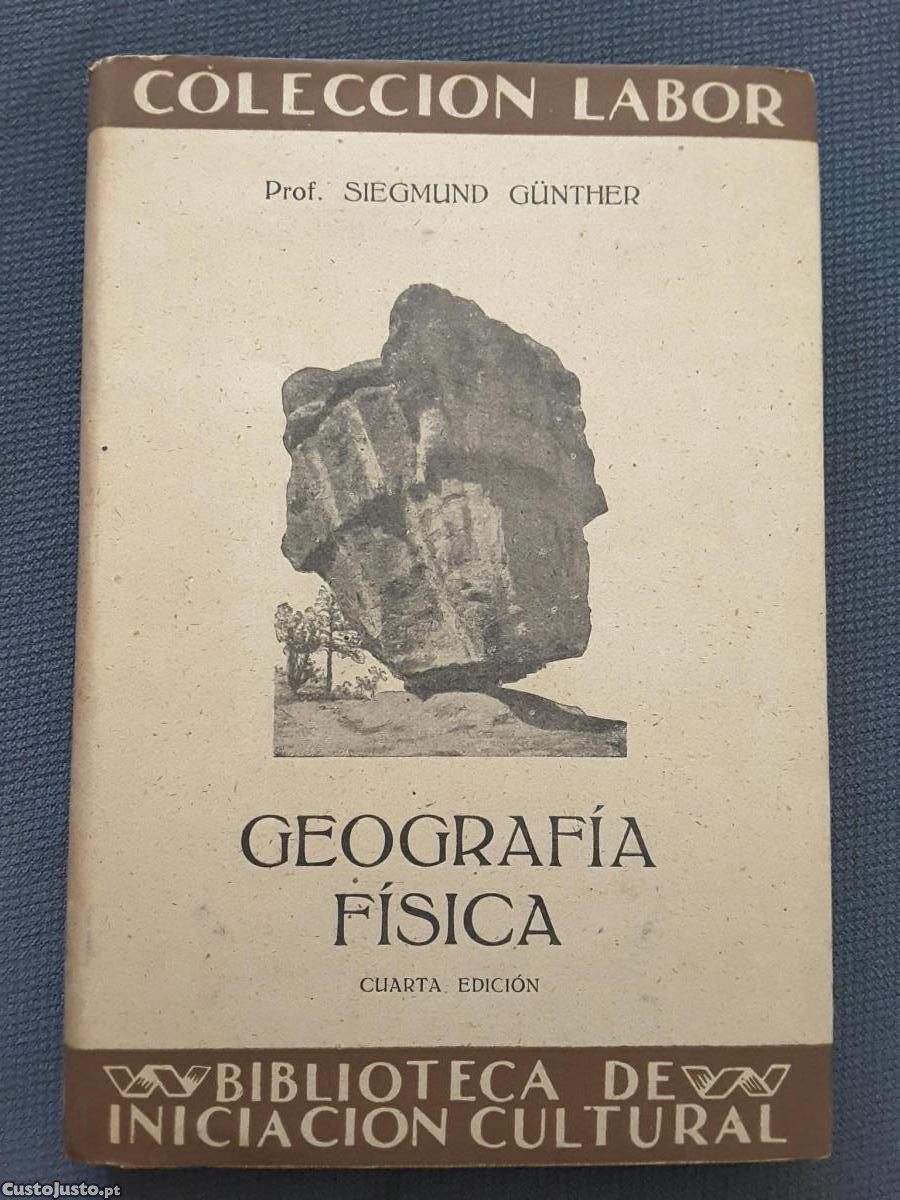 COLECCION LABOR
Prof. SIEGMUND GÜNTHER
GEOGRAFÍA
FÍSICA
CUARTA EDICIÓN
BIBLIOTECA DE
INICIACION CULTURAL
CustoJusto.pt